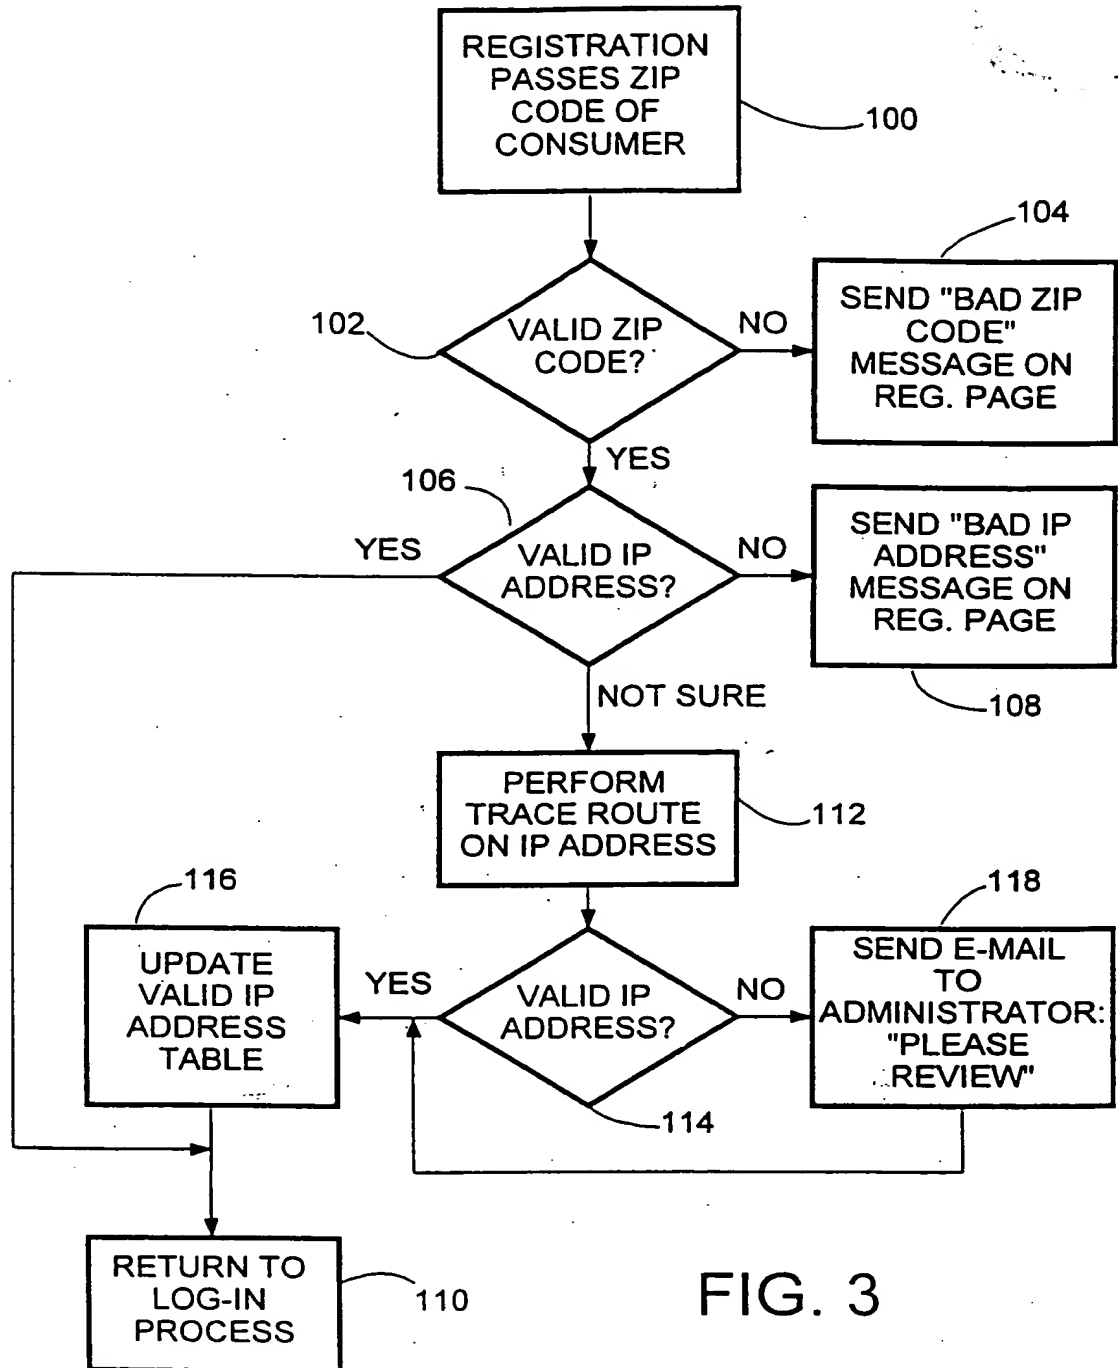 REGISTRATION
PASSES ZIP
CODE OF
CONSUMER
100
104
102
VALID ZIP
CODE?
NO
SEND "BAD ZIP
CODE"
MESSAGE ON
REG. PAGE
YES
106
YES
VALID IP
ADDRESS?
NO
SEND "BAD IP
ADDRESS"
MESSAGE ON
REG. PAGE
108
NOT SURE
PERFORM
TRACE ROUTE
ON IP ADDRESS
112
116
118
UPDATE
VALID IP
ADDRESS
TABLE
YES
VALID IP
ADDRESS?
NO
SEND E-MAIL
TO
ADMINISTRATOR:
"PLEASE
REVIEW"
114
RETURN TO
LOG-IN
PROCESS
110
FIG. 3